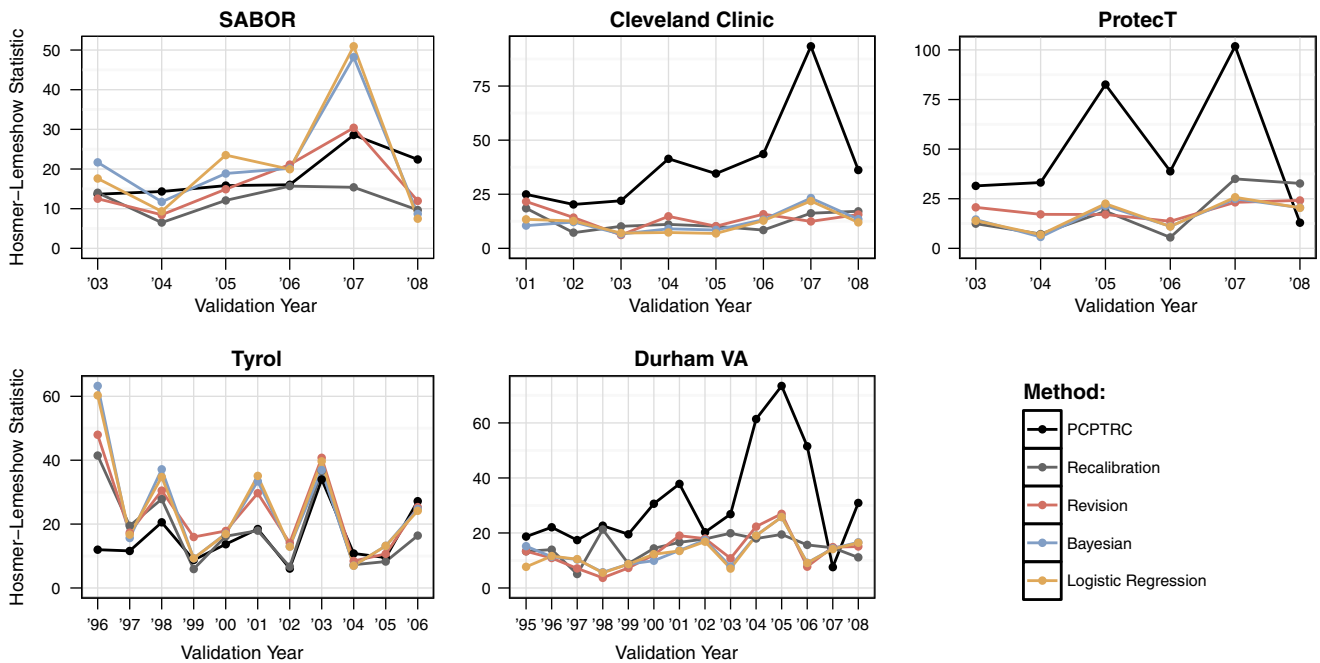 SABOR
Cleveland Clinic
ProtecT
Hosmer–Lemeshow Statistic
50
40
30
20
10
0
75
50
25
0
100
75
50
25
0
'03 '04 '05 '06 '07 '08
'01 '02 '03 '04 '05 '06 '07 '08
'03 '04 '05 '06 '07 '08
Validation Year
Validation Year
Validation Year
Tyrol
Durham VA
Hosmer–Lemeshow Statistic
60
40
20
0
60
40
20
0
'96 '97 '98 '99 '00 '01 '02 '03 '04 '05 '06
'95 '96 '97 '98 '99 '00 '01 '02 '03 '04 '05 '06 '07 '08
Validation Year
Validation Year
Method:
PCPTRC
Recalibration
Revision
Bayesian
Logistic Regression